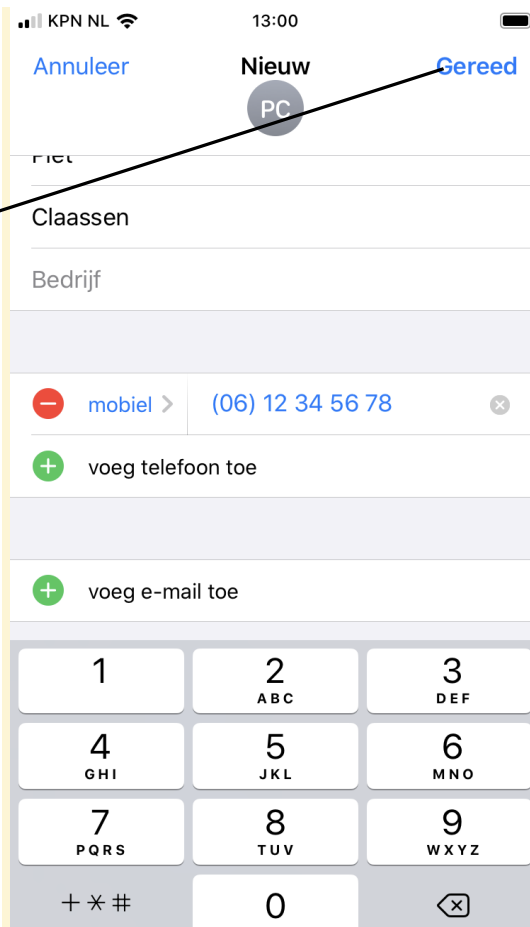 KPN NL 13:00
Annuleer Nieuw Gereed
PC
Piet
Claassen
Bedrijf
mobiel (06) 12 34 56 78
voeg telefoon toe
voeg e-mail toe
1 2 3
ABC DEF
4 5 6
GHI JKL MNO
7 8 9
PQRS TUV WXYZ
+*# 0